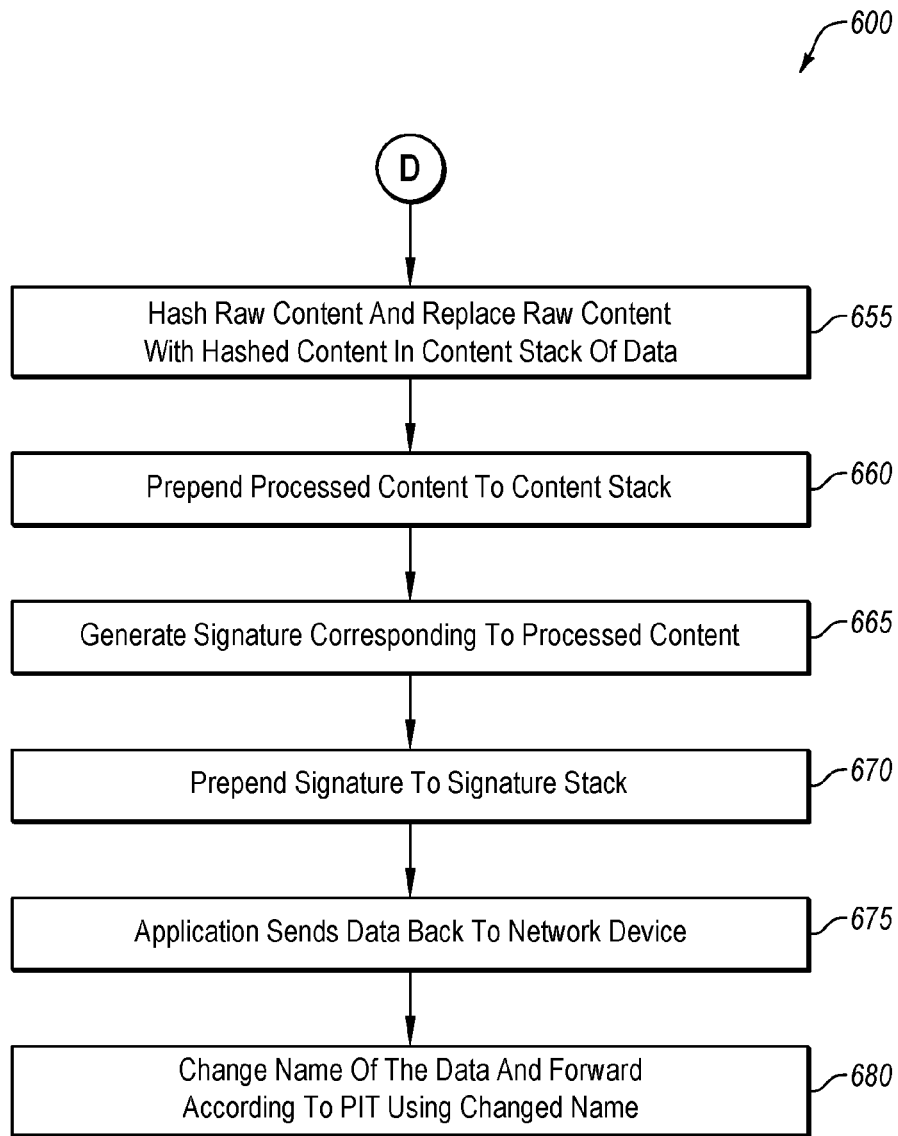 600
D
Hash Raw Content And Replace Raw Content
With Hashed Content In Content Stack Of Data
655
Prepend Processed Content To Content Stack
660
Generate Signature Corresponding To Processed Content
665
Prepend Signature To Signature Stack
670
Application Sends Data Back To Network Device
675
Change Name Of The Data And Forward
According To PIT Using Changed Name
680